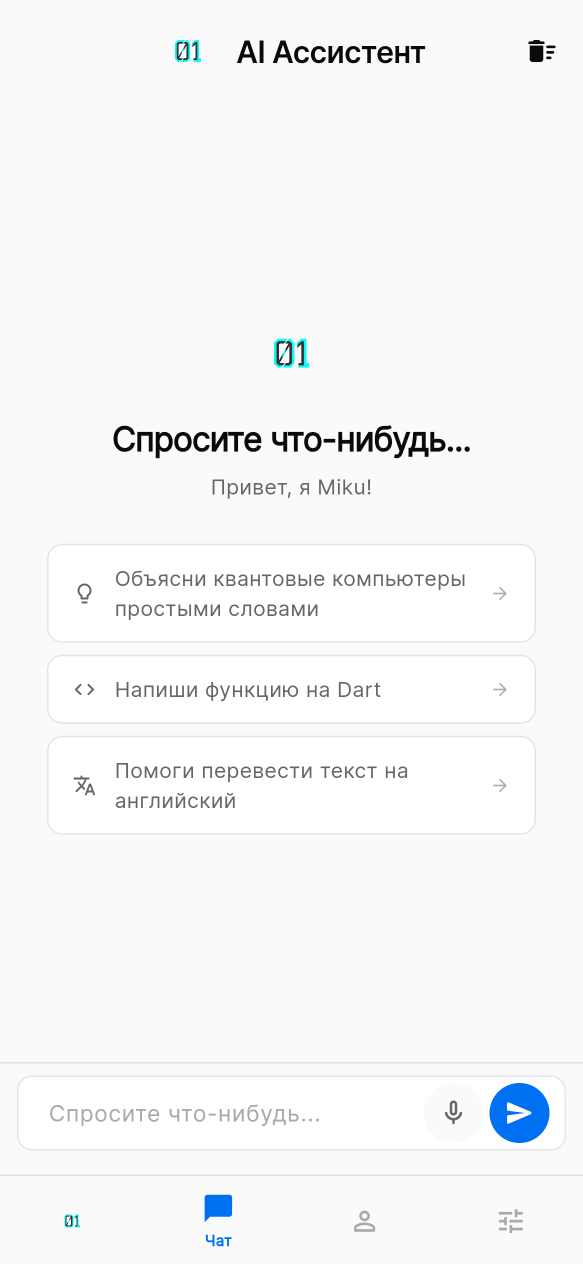 01 AI Ассистент
01
Спросите что-нибудь...
Привет, я Miku!
Объясни квантовые компьютеры
простыми словами
Напиши функцию на Dart
Помоги перевести текст на
английский
Спросите что-нибудь...
01
Чат